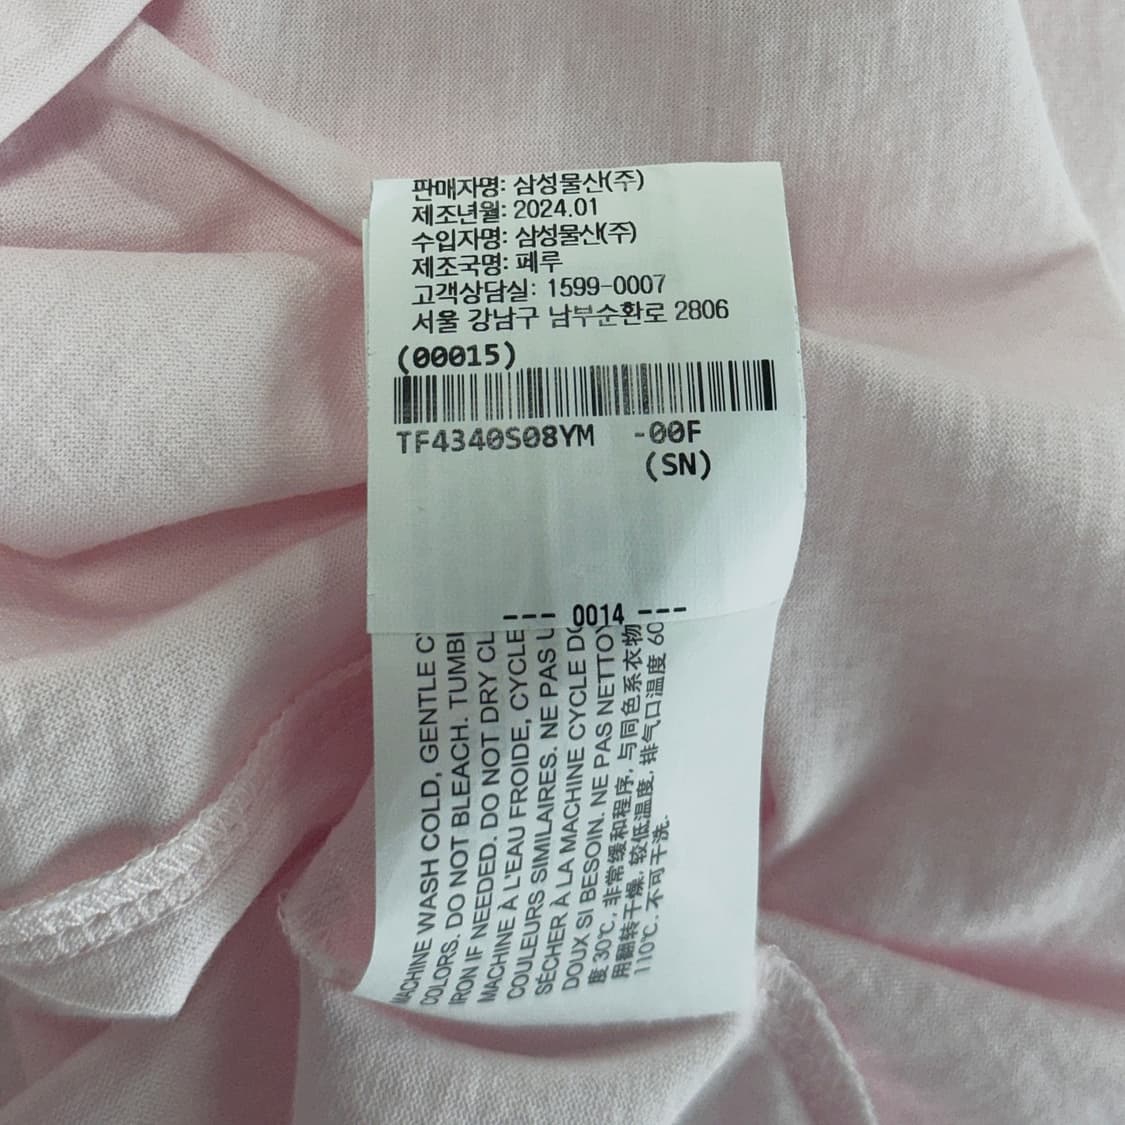 판매자명: 삼성물산(주)
제조년월: 2024.01
수입자명: 삼성물산(주)
제조국명: 페루
고객상담실: 1599-0007
서울 강남구 남부순환로 2806
(00015)
TF4340S08YM -00F
(SN)
--- 0014 ---
MACHINE WASH COLD, GENTLE
COLORS. DO NOT BLEACH.
IRON IF NEEDED. DO NOT DRY
MACHINE À L'EAU FROIDE, CYCLE
COULEURS SIMILAIRES. NE PAS
SÉCHER À LA MACHINE CYCLE
DOUX SI BESOIN. NE PAS
度 30℃, 非常缓和程序, 与同色系衣物
用翻转干燥, 较低温度, 排气口温度 60
110℃. 不可干洗.